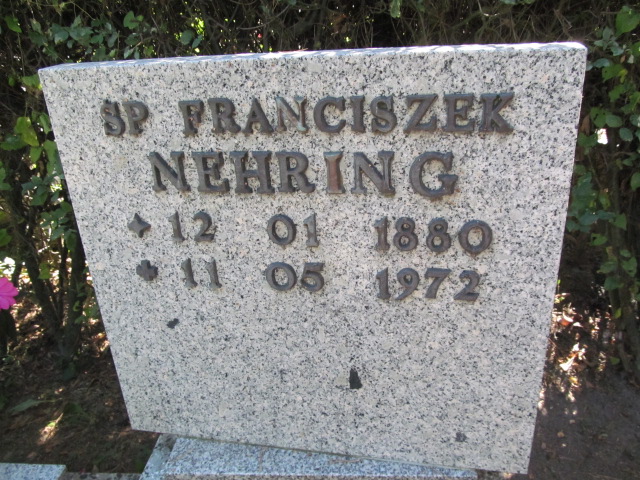 SP FRANCISZEK
NEHRING
✦ 12 01 1880
✚ 11 05 1972